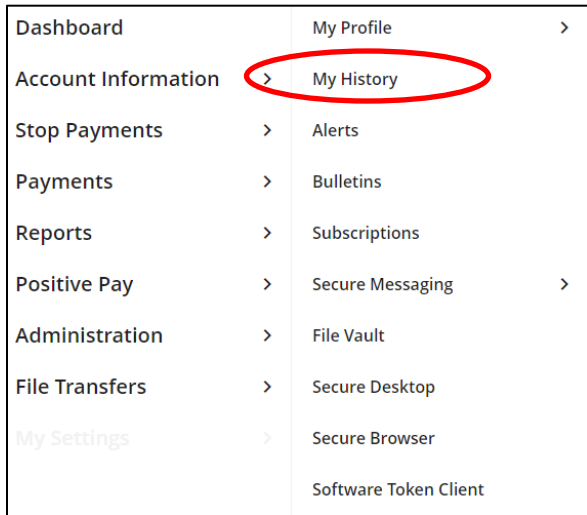 Dashboard
Account Information
Stop Payments
Payments
Reports
Positive Pay
Administration
File Transfers
My Settings
My Profile
My History
Alerts
Bulletins
Subscriptions
Secure Messaging
File Vault
Secure Desktop
Secure Browser
Software Token Client